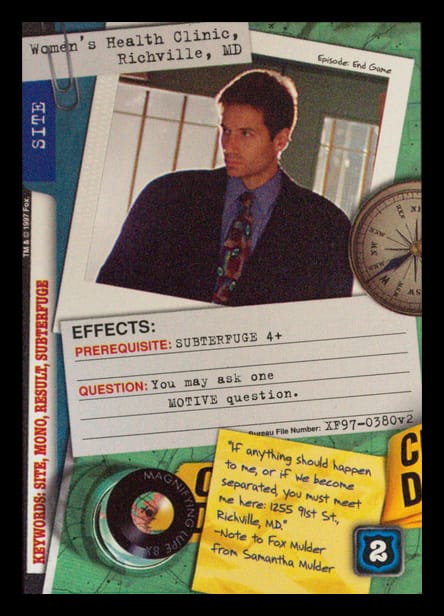 Women's Health Clinic,
Richville, MD
Episode: End Game
SITE
TM & © 1997 Fox.
KEYWORDS: SITE, MONO, RESULT, SUBTERFUGE
EFFECTS:
PREREQUISITE: SUBTERFUGE 4+
QUESTION: You may ask one
MOTIVE question.
Bureau File Number: XF97-0380v2
MAGNIFYING LUPE 8X
"If anything should happen
to me, or if we become
separated, you must meet
me here: 1255 91st St,
Richville, MD."
-Note to Fox Mulder
from Samantha Mulder
2